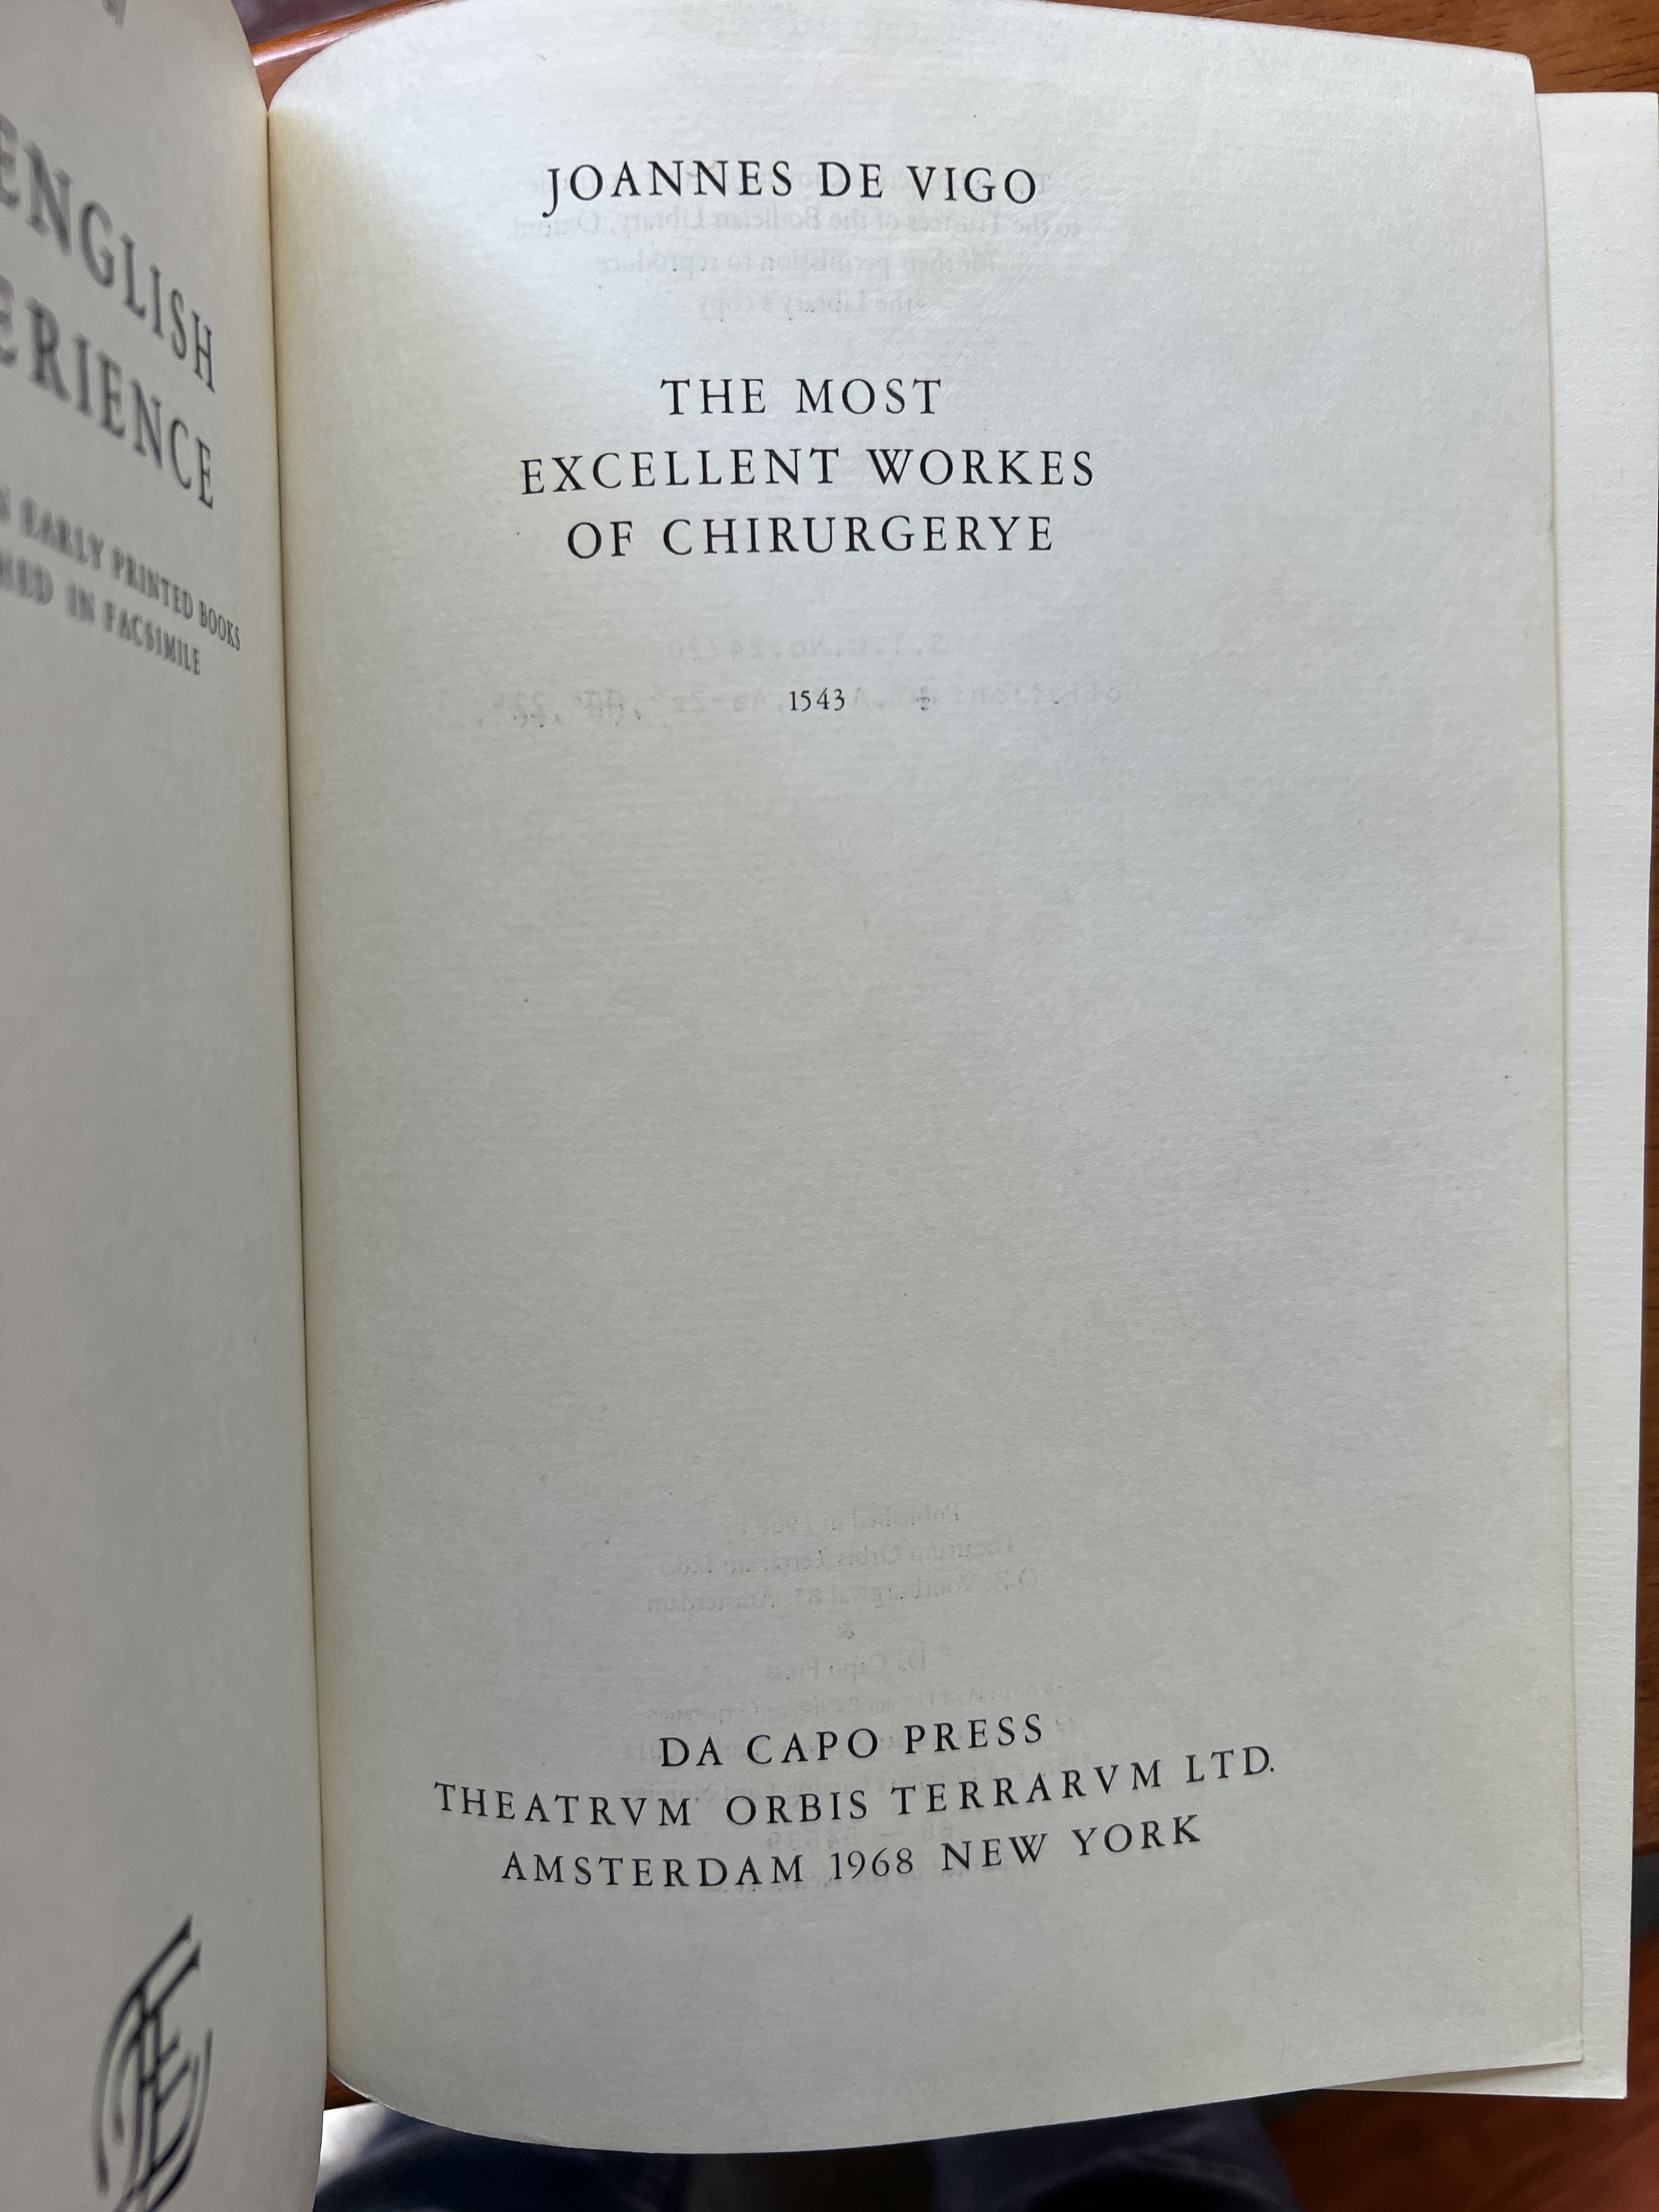 ENGLISH
ERIENCE
EARLY PRINTED BOOKS
IN FACSIMILE
JOANNES DE VIGO
THE MOST
EXCELLENT WORKES
OF CHIRURGERYE
1543
DA CAPO PRESS
THEATRVM ORBIS TERRARVM LTD.
AMSTERDAM 1968 NEW YORK